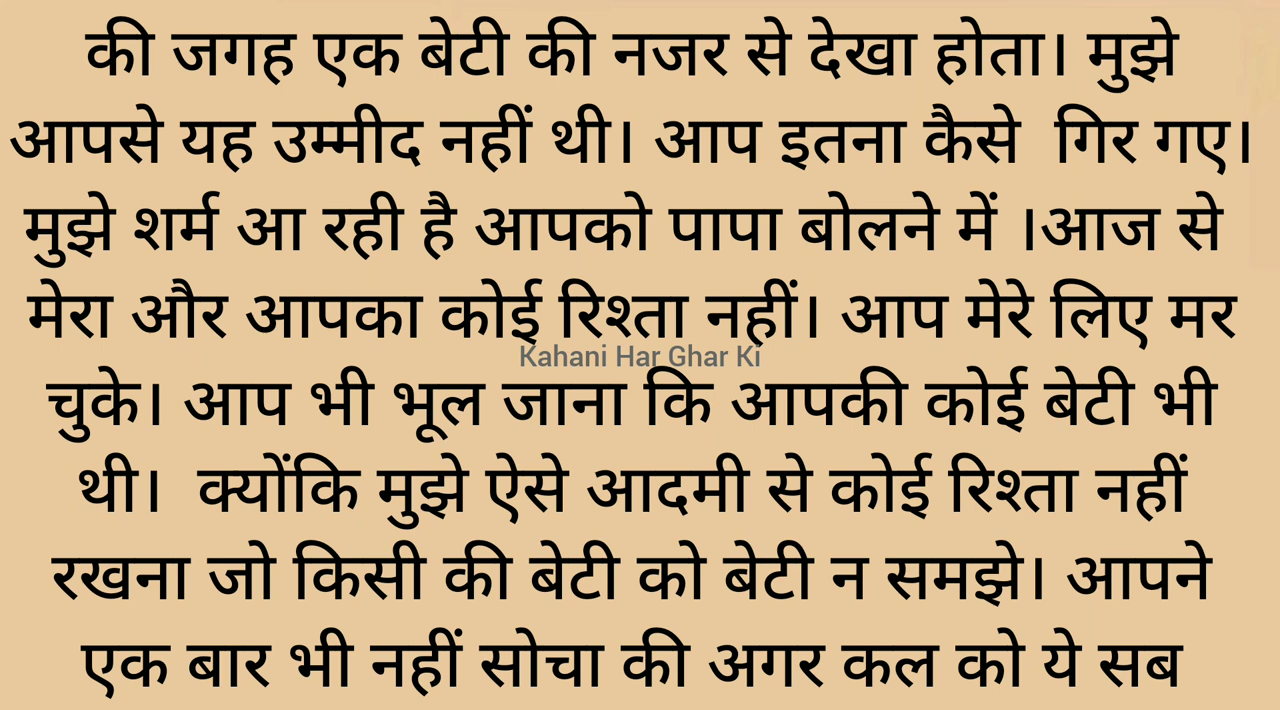 की जगह एक बेटी की नजर से देखा होता। मुझे
आपसे यह उम्मीद नहीं थी। आप इतना कैसे  गिर गए।
मुझे शर्म आ रही है आपको पापा बोलने में ।आज से
मेरा और आपका कोई रिश्ता नहीं। आप मेरे लिए मर
Kahani Har Ghar Ki
चुके। आप भी भूल जाना कि आपकी कोई बेटी भी
थी।  क्योंकि मुझे ऐसे आदमी से कोई रिश्ता नहीं
रखना जो किसी की बेटी को बेटी न समझे। आपने
एक बार भी नहीं सोचा की अगर कल को ये सब